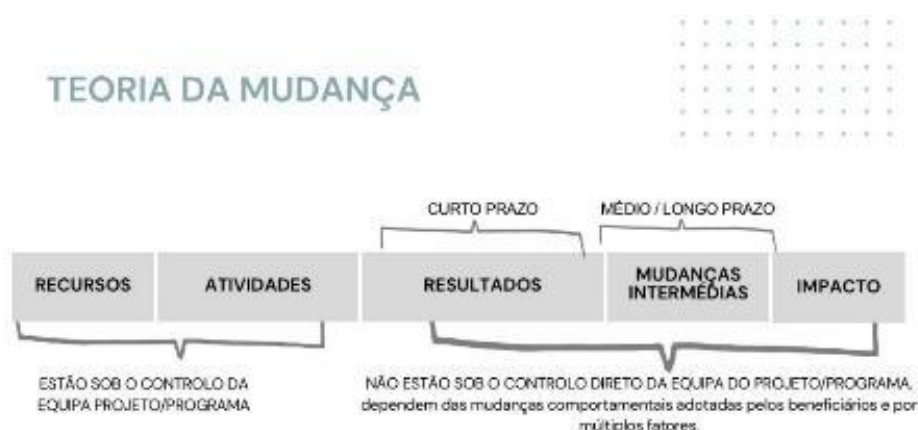 TEORIA DA MUDANÇA
CURTO PRAZO
MÉDIO / LONGO PRAZO
RECURSOS
ATIVIDADES
RESULTADOS
MUDANÇAS
INTERMÉDIAS
IMPACTO
ESTÃO SOB O CONTROLO DA
EQUIPA PROJETO/PROGRAMA
NÃO ESTÃO SOB O CONTROLO DIRETO DA EQUIPA DO PROJETO/PROGRAMA,
dependem das mudanças comportamentais adotadas pelos beneficiários e por
múltiplos fatores.